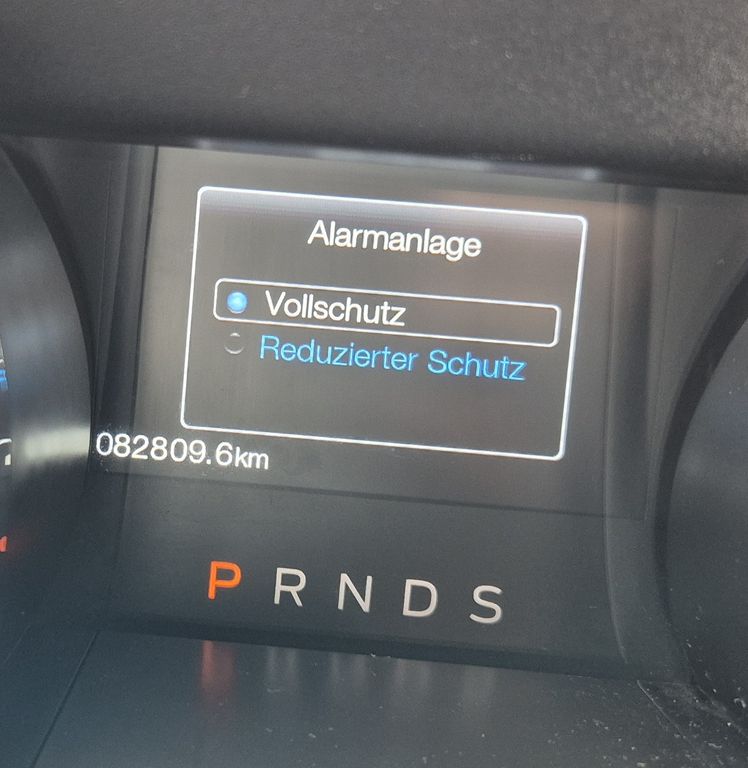 Alarmanlage
Vollschutz
Reduzierter Schutz
082809.6km
P R N D S